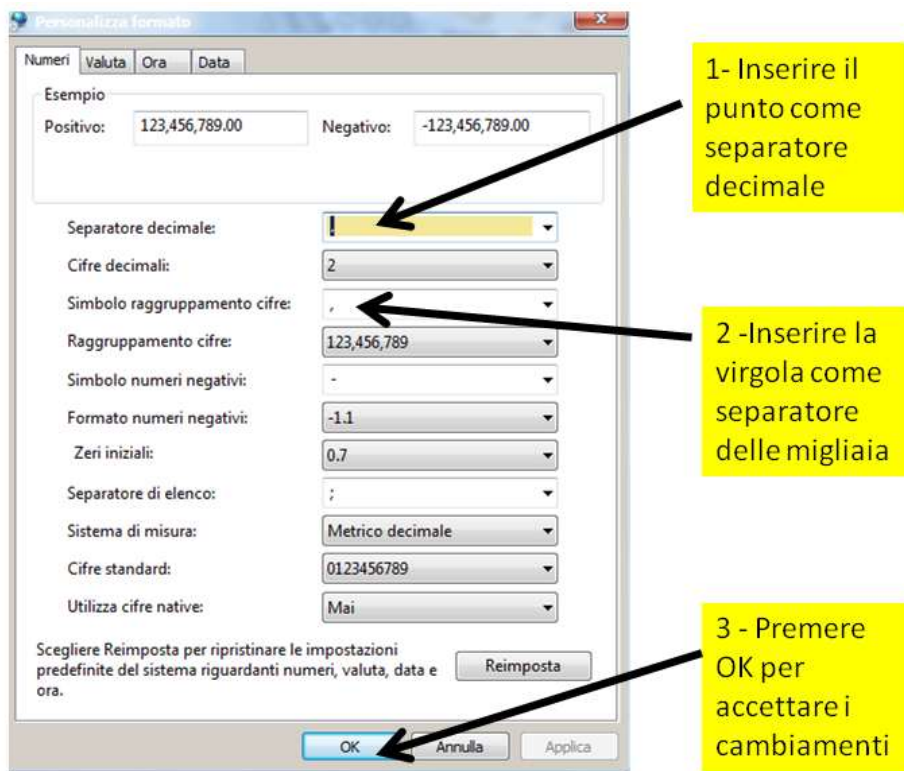 Personalizza formato
Numeri Valuta Ora Data
Esempio
Positivo: 123,456,789.00 Negativo: -123,456,789.00
Separatore decimale: .
Cifre decimali: 2
Simbolo raggruppamento cifre: ,
Raggruppamento cifre: 123,456,789
Simbolo numeri negativi: -
Formato numeri negativi: -1.1
Zeri iniziali: 0.7
Separatore di elenco: ;
Sistema di misura: Metrico decimale
Cifre standard: 0123456789
Utilizza cifre native: Mai
Scegliere Reimposta per ripristinare le impostazioni
predefinite del sistema riguardanti numeri, valuta, data e
ora.
Reimposta
OK Annulla Applica
1- Inserire il
punto come
separatore
decimale
2 -Inserire la
virgola come
separatore
delle migliaia
3 - Premere
OK per
accettare i
cambiamenti